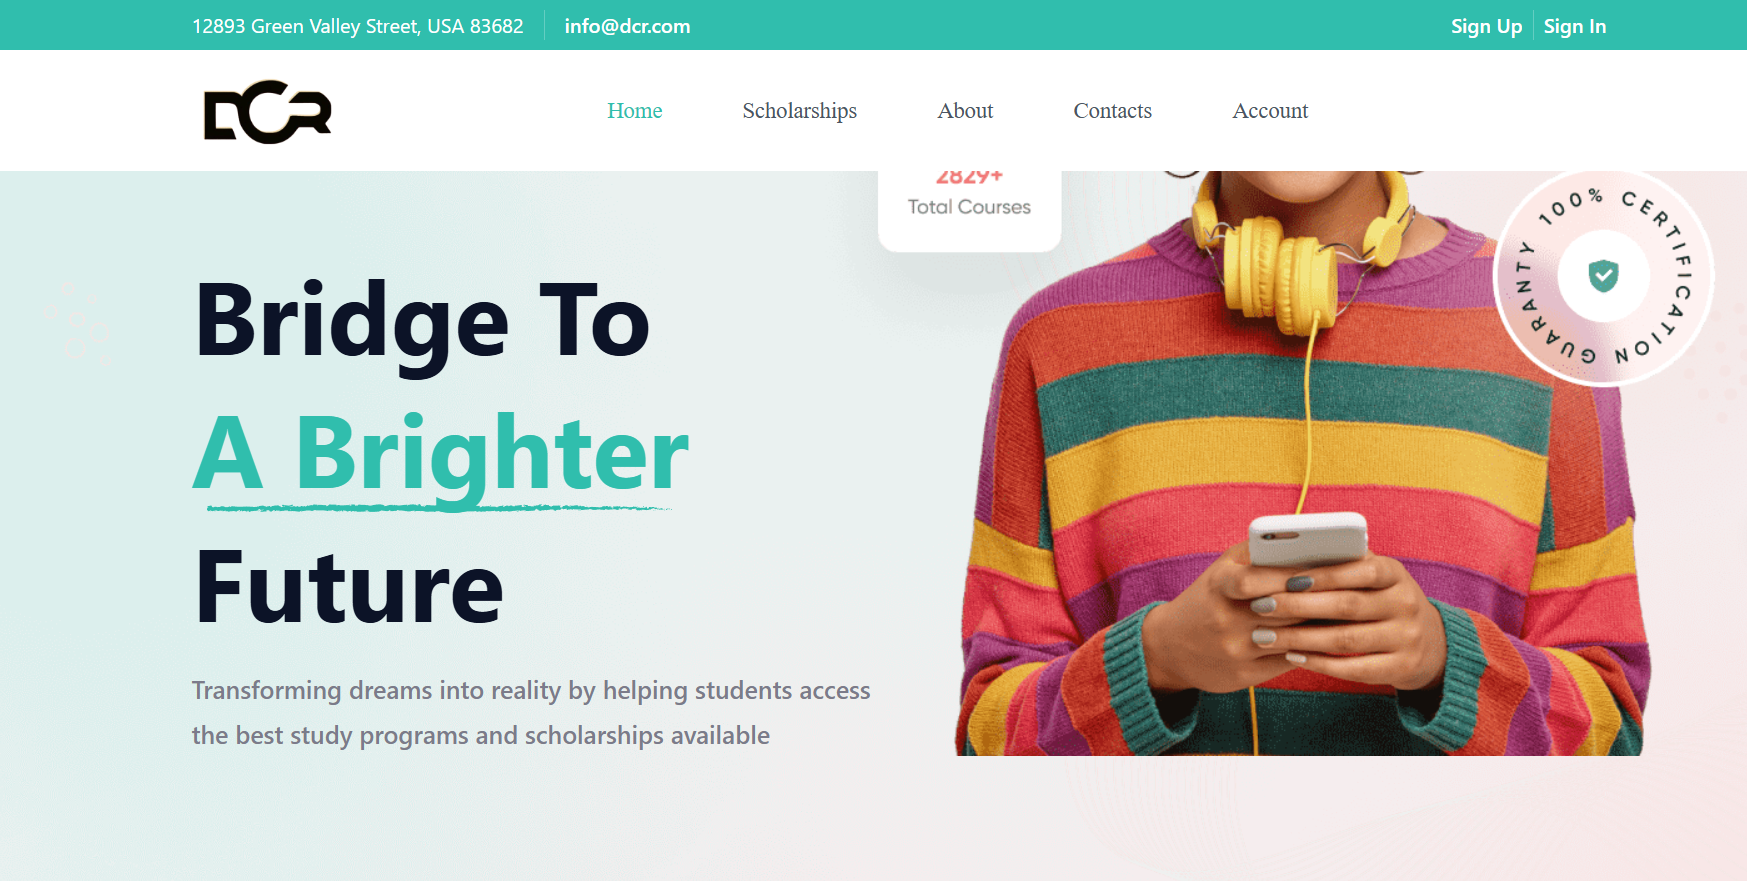 12893 Green Valley Street, USA 83682
info@dcr.com
Sign Up
Sign In
DCR
Home
Scholarships
About
Contacts
Account
2829+
Total Courses
100% CERTIFICATION GUARANTY
Bridge To
A Brighter
Future
Transforming dreams into reality by helping students access
the best study programs and scholarships available